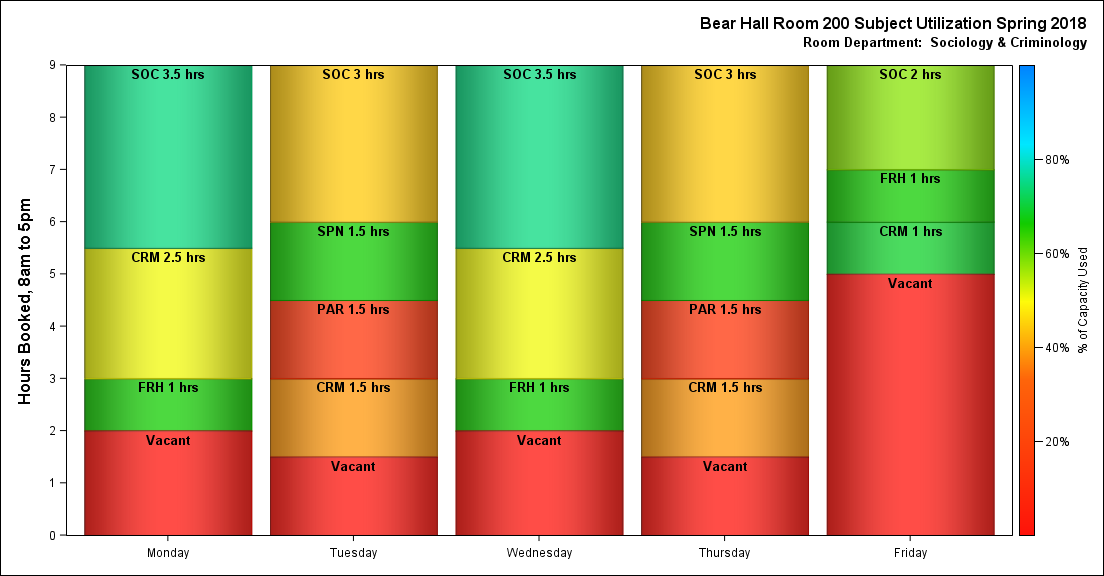 Bear Hall Room 200 Subject Utilization Spring 2018
Room Department:  Sociology & Criminology
Hours Booked, 8am to 5pm
9
8
7
6
5
4
3
2
1
0
SOC 3.5 hrs
CRM 2.5 hrs
FRH 1 hrs
Vacant
SOC 3 hrs
SPN 1.5 hrs
PAR 1.5 hrs
CRM 1.5 hrs
Vacant
SOC 3.5 hrs
CRM 2.5 hrs
FRH 1 hrs
Vacant
SOC 3 hrs
SPN 1.5 hrs
PAR 1.5 hrs
CRM 1.5 hrs
Vacant
SOC 2 hrs
FRH 1 hrs
CRM 1 hrs
Vacant
Monday
Tuesday
Wednesday
Thursday
Friday
80%
60%
40%
20%
% of Capacity Used